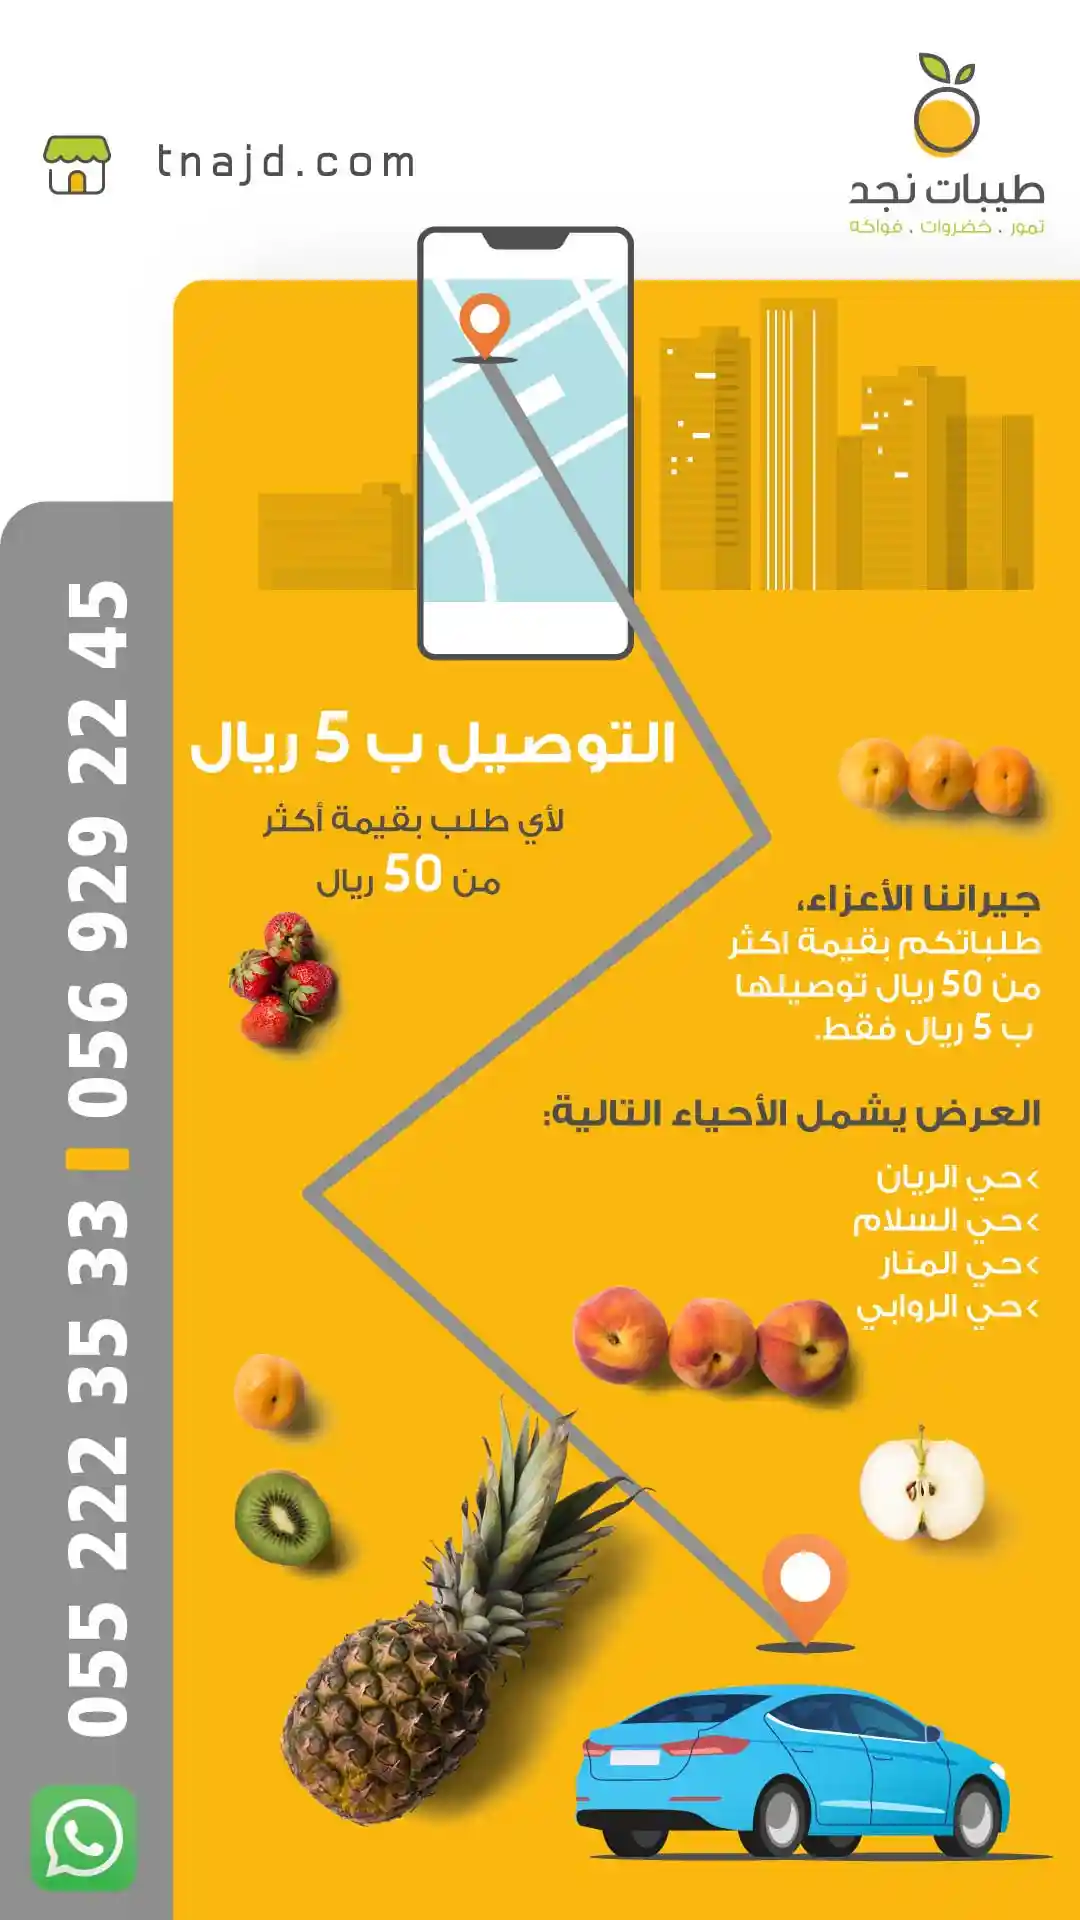 tnajd.com
طيبات نجد
تمور . خضروات . فواكه
التوصيل ب 5 ريال
لأي طلب بقيمة أكثر
من 50 ريال
جيراننا الأعزاء،
طلباتكم بقيمة اكثر
من 50 ريال توصيلها
ب 5 ريال فقط.
العرض يشمل الأحياء التالية:
>حي الريان
>حي السلام
>حي المنار
>حي الروابي
055 222 35 33 | 056 929 22 45